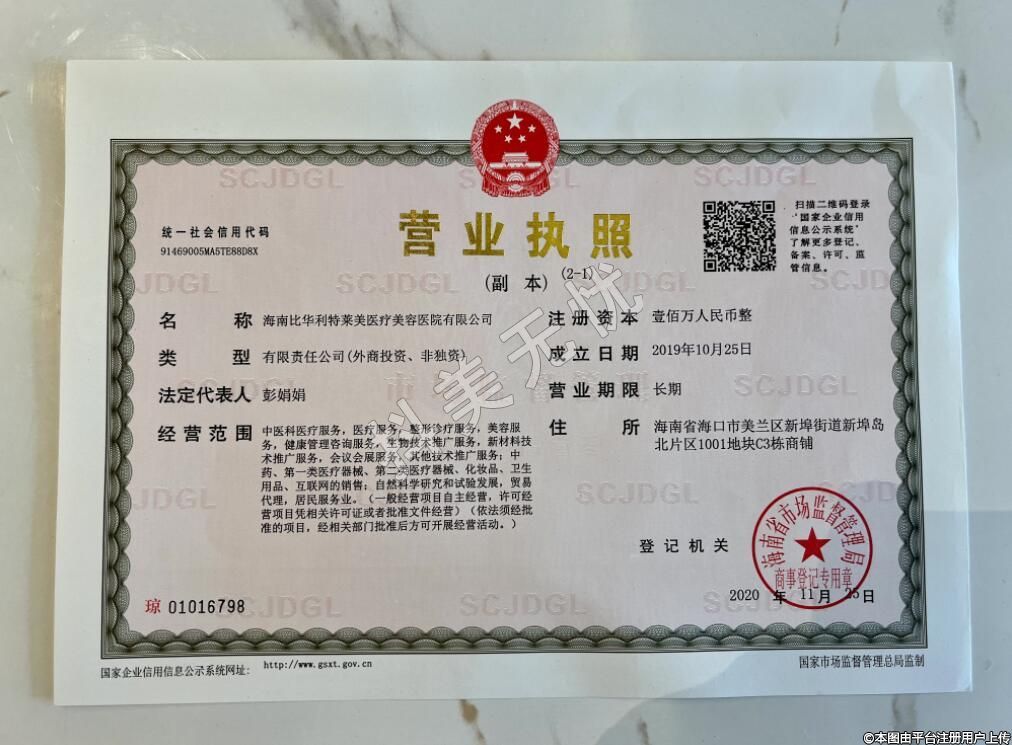 营业执照
(副 本) (2-1)
统一社会信用代码
91469005MA5TE88D8X
扫描二维码登录
‘国家企业信用
信息公示系统’
了解更多登记、
备案、许可、监
管信息。
名 称 海南比华利特莱美医疗美容医院有限公司
类 型 有限责任公司(外商投资、非独资)
法定代表人 彭娟娟
经营范围 中医科医疗服务，医疗服务，整形诊疗服务，美容服
务，健康管理咨询服务，生物技术推广服务，新材料技
术推广服务，会议会展服务，其他技术推广服务；中
药、第一类医疗器械、第二类医疗器械、化妆品、卫生
用品、互联网的销售；自然科学研究和试验发展，贸易
代理，居民服务业。（一般经营项目自主经营，许可经
营项目凭相关许可证或者批准文件经营）（依法须经批
准的项目，经相关部门批准后方可开展经营活动。）
注册资本 壹佰万人民币整
成立日期 2019年10月25日
营业期限 长期
住 所 海南省海口市美兰区新埠街道新埠岛
北片区1001地块C3栋商铺
登记机关
海南省市场监督管理局
商事登记专用章
2020 年 11 月 25 日
琼 01016798
国家企业信用信息公示系统网址: http://www.gsxt.gov.cn
国家市场监督管理总局监制
SCJDGL
科美无忧
©本图由平台注册用户上传